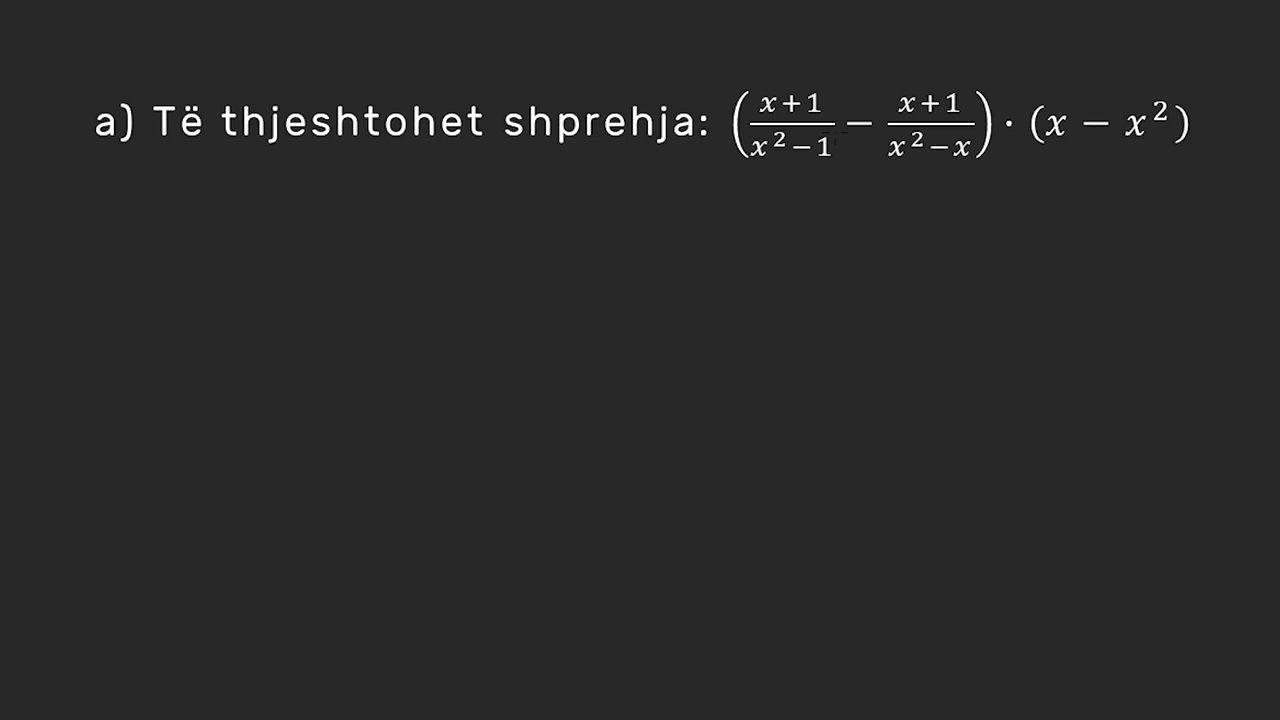 a) Të thjeshtohet shprehja: (x+1/x²−1 − x+1/x²−x) · (x − x²)